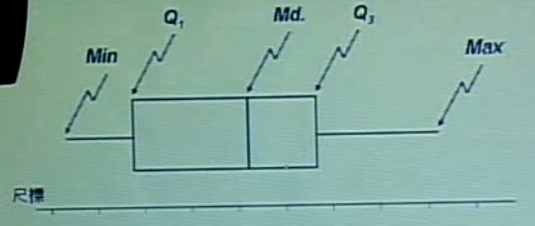 Min Q₁ Md. Q₃ Max
尺標